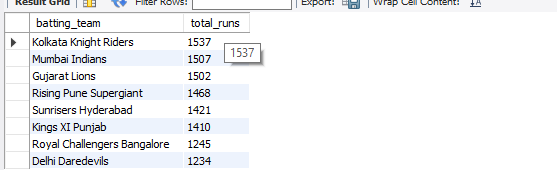 Result Grid Filter Rows: Export: Wrap Cell Content: IA
batting_team total_runs
Kolkata Knight Riders 1537
1537
Mumbai Indians 1507
Gujarat Lions 1502
Rising Pune Supergiant 1468
Sunrisers Hyderabad 1421
Kings XI Punjab 1410
Royal Challengers Bangalore 1245
Delhi Daredevils 1234